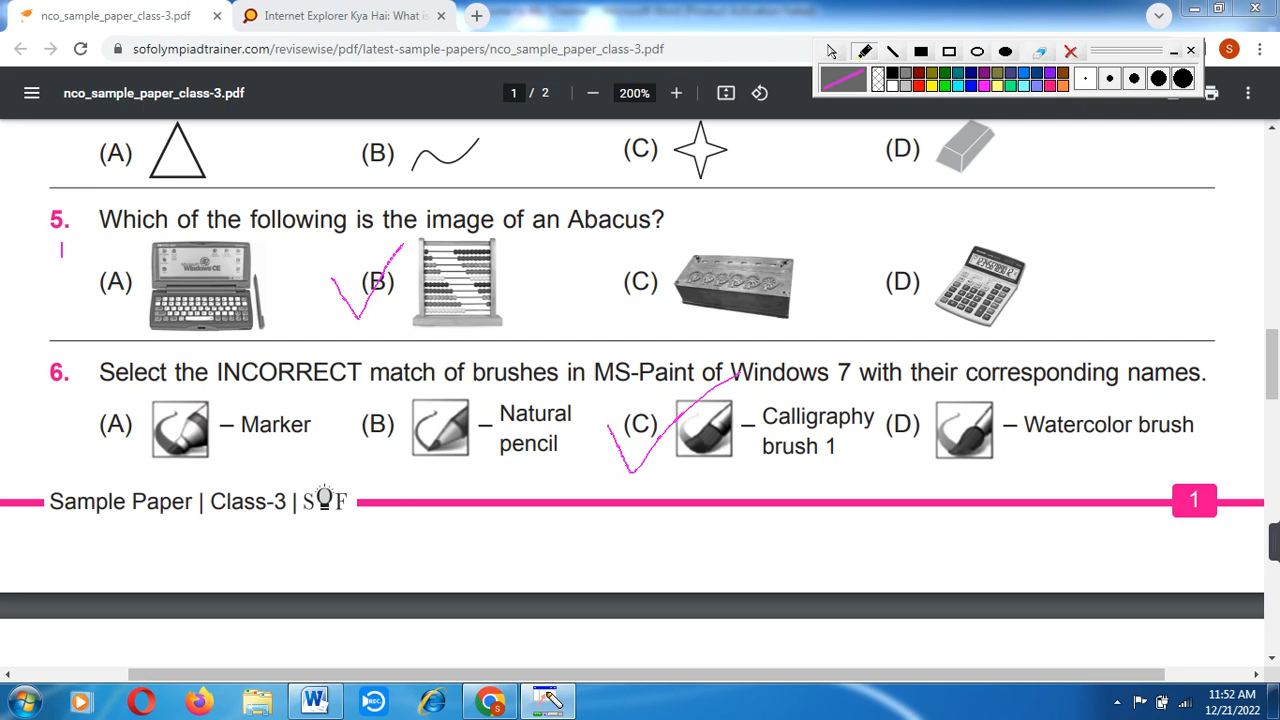 nco_sample_paper_class-3.pdf
Internet Explorer Kya Hai: What is
sofolympiadtrainer.com/revisewise/pdf/latest-sample-papers/nco_sample_paper_class-3.pdf
S
nco_sample_paper_class-3.pdf
1 / 2
200%
(A)
(B)
(C)
(D)
5. Which of the following is the image of an Abacus?
(A)
Windows CE
(B)
(C)
(D)
6. Select the INCORRECT match of brushes in MS-Paint of Windows 7 with their corresponding names.
(A) – Marker
(B) – Natural
pencil
(C) – Calligraphy
brush 1
(D) – Watercolor brush
Sample Paper | Class-3 | SOF
1
W
REC
S
11:52 AM
12/21/2022